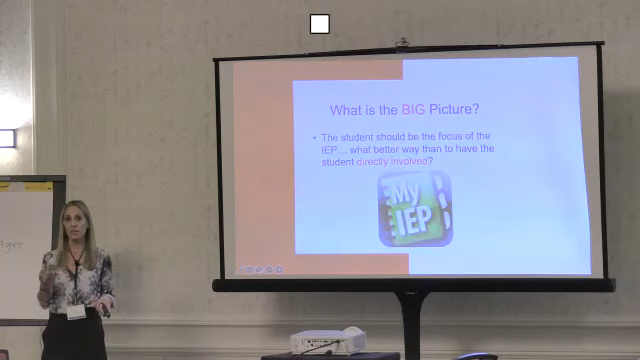 What is the BIG Picture?
• The student should be the focus of the
IEP... what better way than to have the
student directly involved?
My
IEP